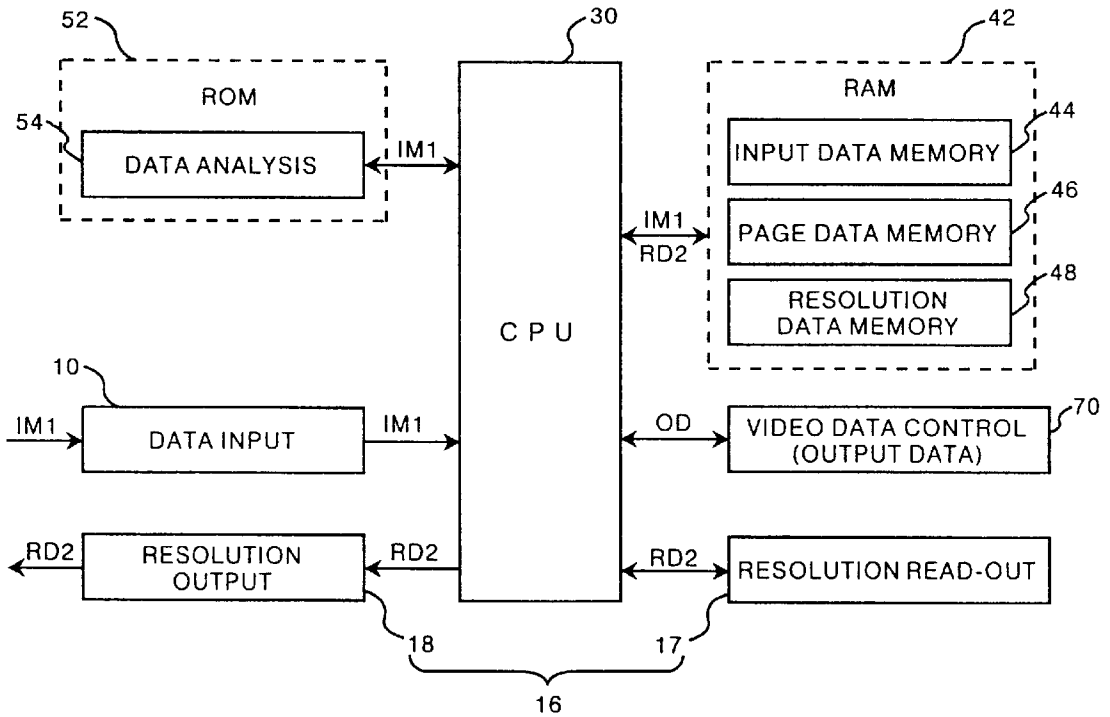 52
30
42
ROM
RAM
54
DATA ANALYSIS
IM1
44
INPUT DATA MEMORY
46
PAGE DATA MEMORY
IM1
RD2
48
RESOLUTION
DATA MEMORY
CPU
10
IM1
DATA INPUT
IM1
OD
70
VIDEO DATA CONTROL
(OUTPUT DATA)
RD2
RESOLUTION
OUTPUT
RD2
RD2
RESOLUTION READ-OUT
18
17
16